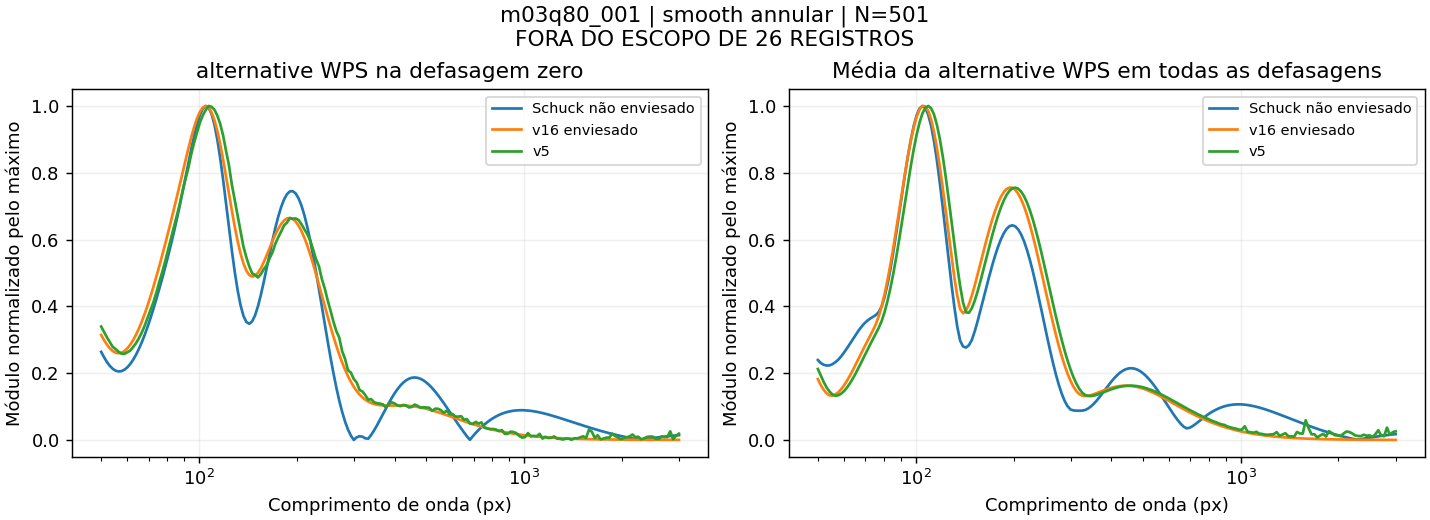 m03q80_001 | smooth annular | N=501
FORA DO ESCOPO DE 26 REGISTROS
alternative WPS na defasagem zero
Módulo normalizado pelo máximo
1.0
0.8
0.6
0.4
0.2
0.0
Schuck não enviesado
v16 enviesado
v5
10²
10³
Comprimento de onda (px)
Média da alternative WPS em todas as defasagens
Módulo normalizado pelo máximo
1.0
0.8
0.6
0.4
0.2
0.0
Schuck não enviesado
v16 enviesado
v5
10²
10³
Comprimento de onda (px)